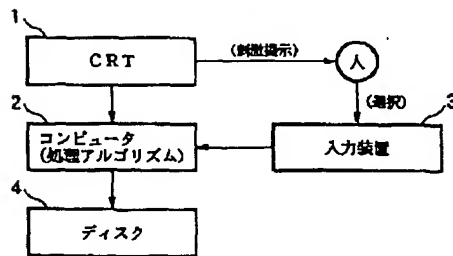 1
CRT
(刺激提示)
人
2
(選択)
3
コンピュータ
(処理アルゴリズム)
入力装置
4
ディスク